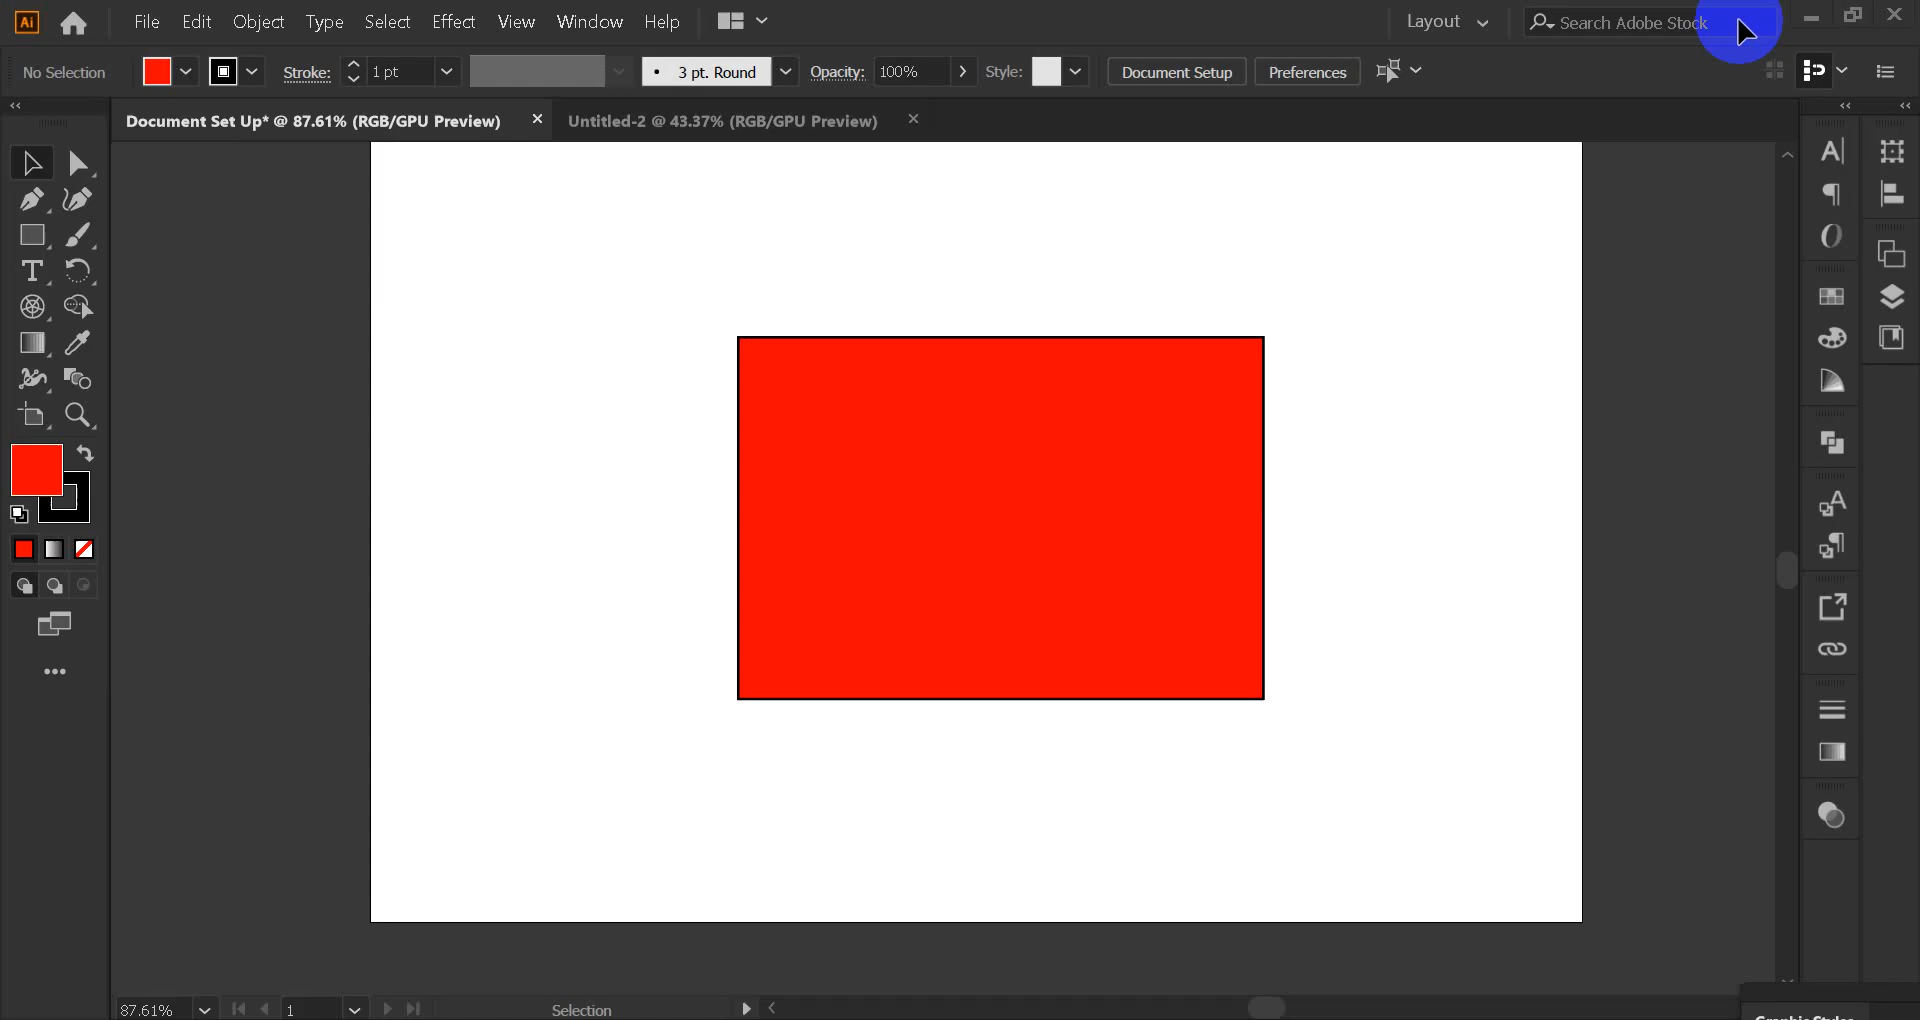 Ai File Edit Object Type Select Effect View Window Help Layout Search Adobe Stock
No Selection Stroke: 1 pt 3 pt. Round Opacity: 100% Style: Document Setup Preferences
Document Set Up* @ 87.61% (RGB/GPU Preview) Untitled-2 @ 43.37% (RGB/GPU Preview)
87.61% 1 Selection
Graphic Styles